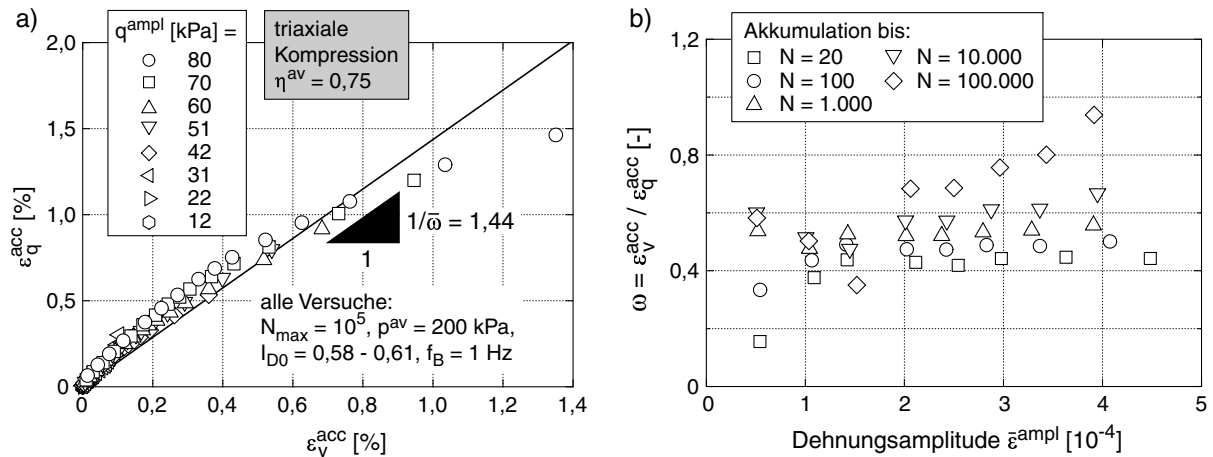 a)
q^ampl [kPa] =
80
70
60
51
42
31
22
12
triaxiale
Kompression
η^av = 0,75
1/ω̄ = 1,44
1
alle Versuche:
N_max = 10^5, p^av = 200 kPa,
I_D0 = 0,58 - 0,61, f_B = 1 Hz
2,0
1,5
1,0
0,5
0
ε_q^acc [%]
0 0,2 0,4 0,6 0,8 1,0 1,2 1,4
ε_v^acc [%]
b)
Akkumulation bis:
N = 20
N = 100
N = 1.000
N = 10.000
N = 100.000
1,2
0,8
0,4
0
ω = ε_v^acc / ε_q^acc [-]
0 1 2 3 4 5
Dehnungsamplitude ε̄^ampl [10^-4]